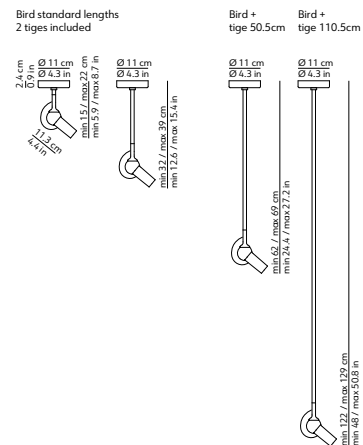 Bird standard lengths
2 tiges included
Ø 11 cm
Ø 4.3 in
2.4 cm
0.9 in
11.3 cm
4.4 in
min 15 / max 22 cm
min 5.9 / max 8.7 in
Ø 11 cm
Ø 4.3 in
min 32 / max 39 cm
min 12.6 / max 15.4 in
Bird +
tige 50.5cm
Ø 11 cm
Ø 4.3 in
min 62 / max 69 cm
min 24.4 / max 27.2 in
Bird +
tige 110.5cm
Ø 11 cm
Ø 4.3 in
min 122 / max 129 cm
min 48 / max 50.8 in